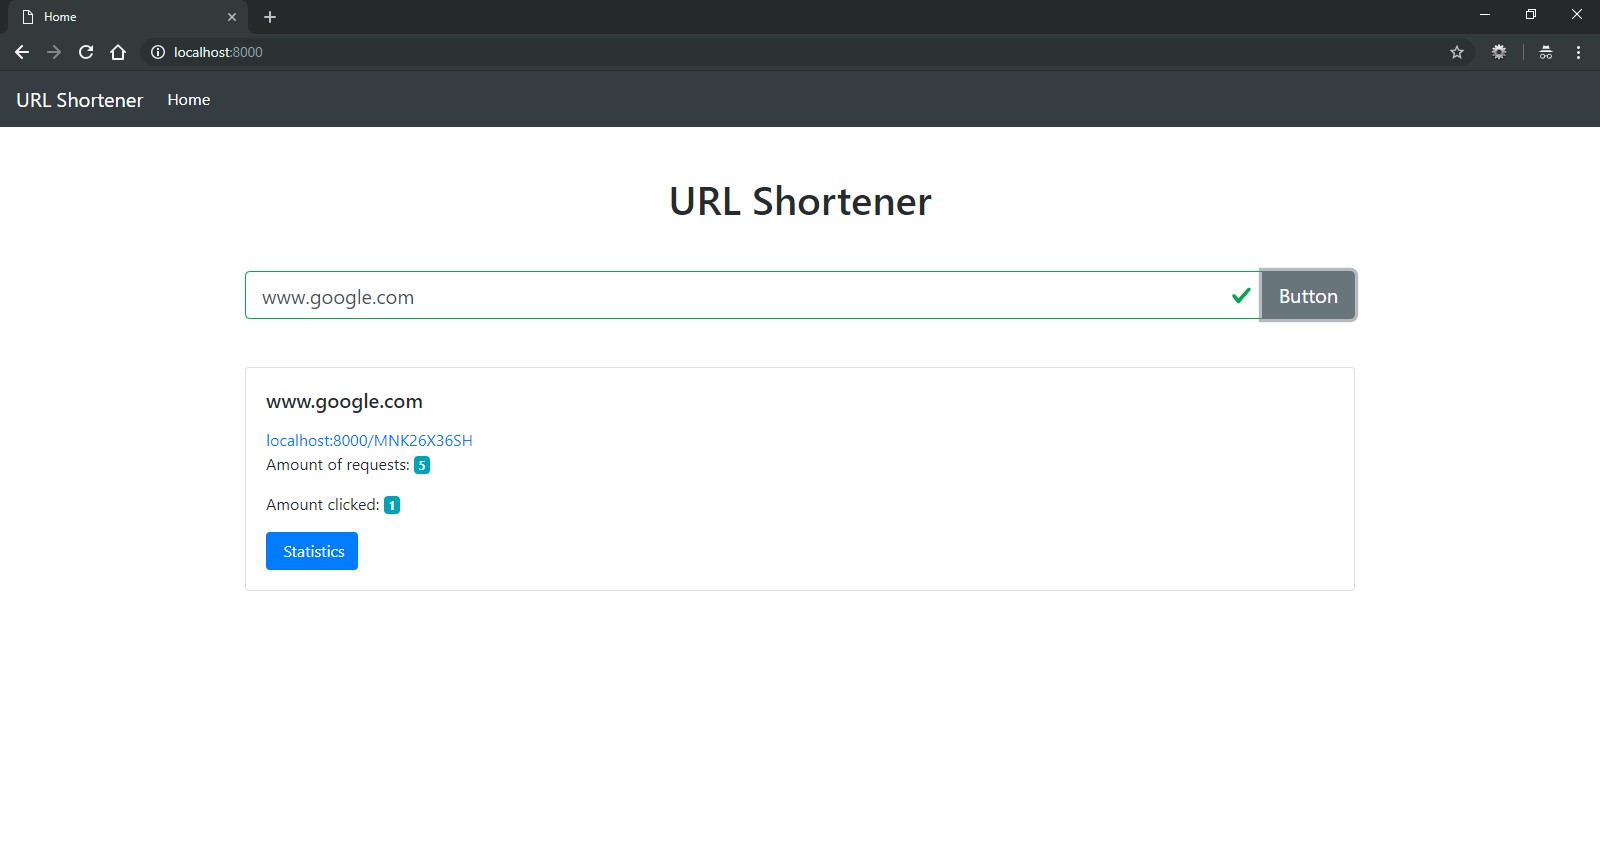 Home
localhost:8000
URL Shortener Home
URL Shortener
www.google.com Button
www.google.com
localhost:8000/MNK26X36SH
Amount of requests: 5
Amount clicked: 1
Statistics